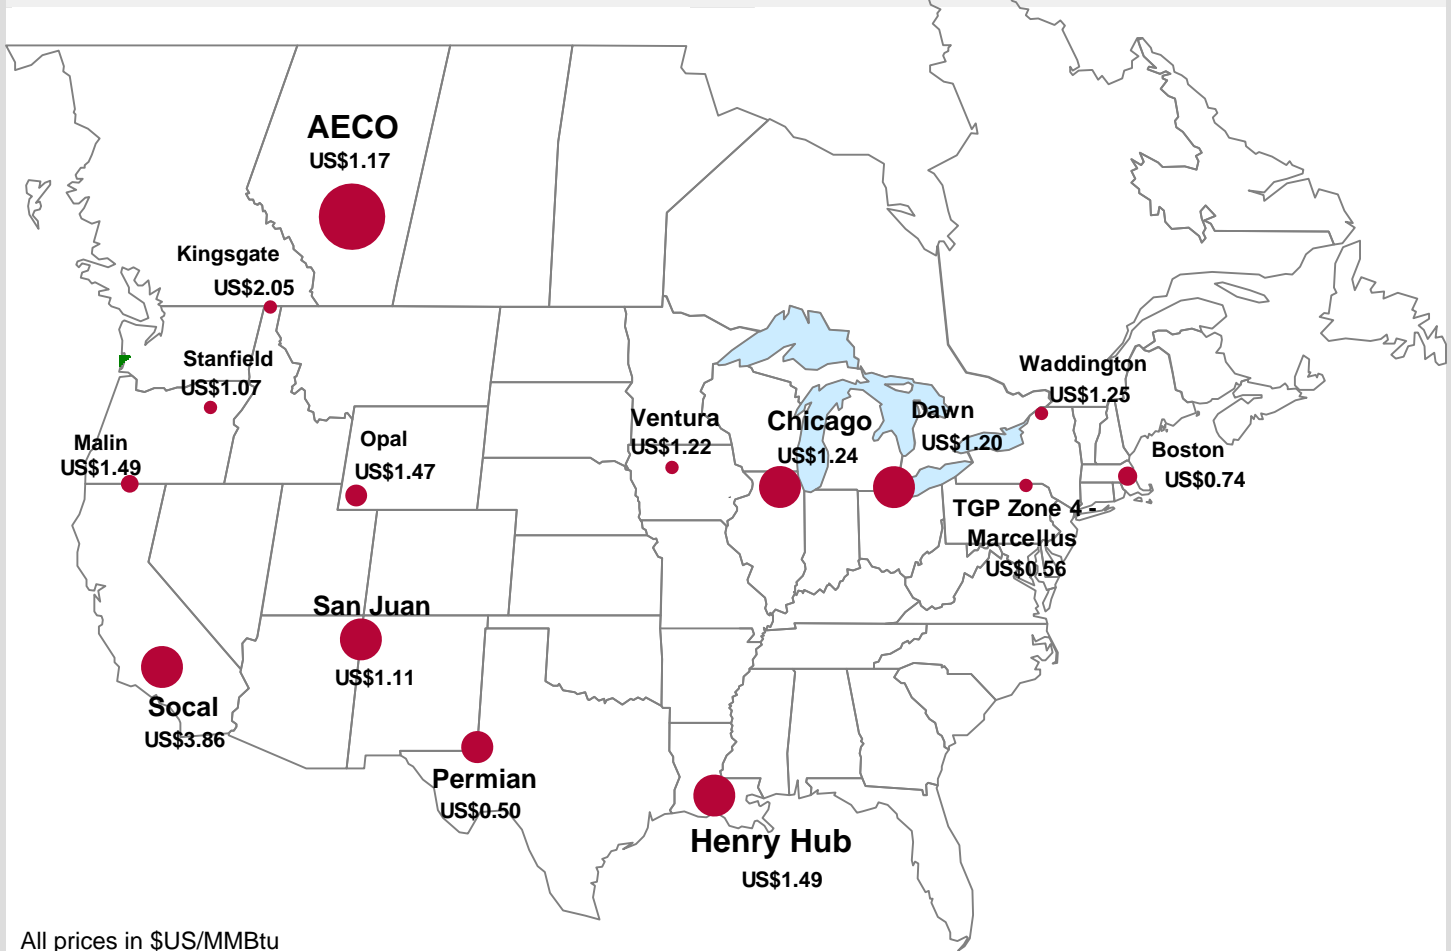 AECO
US$1.17
Kingsgate
US$2.05
Stanfield
US$1.07
Waddington
US$1.25
Ventura
US$1.22
Chicago
US$1.24
Dawn
US$1.20
Malin
US$1.49
Opal
US$1.47
Boston
US$0.74
TGP Zone 4 -
Marcellus
US$0.56
San Juan
US$1.11
Socal
US$3.86
Permian
US$0.50
Henry Hub
US$1.49
All prices in $US/MMBtu